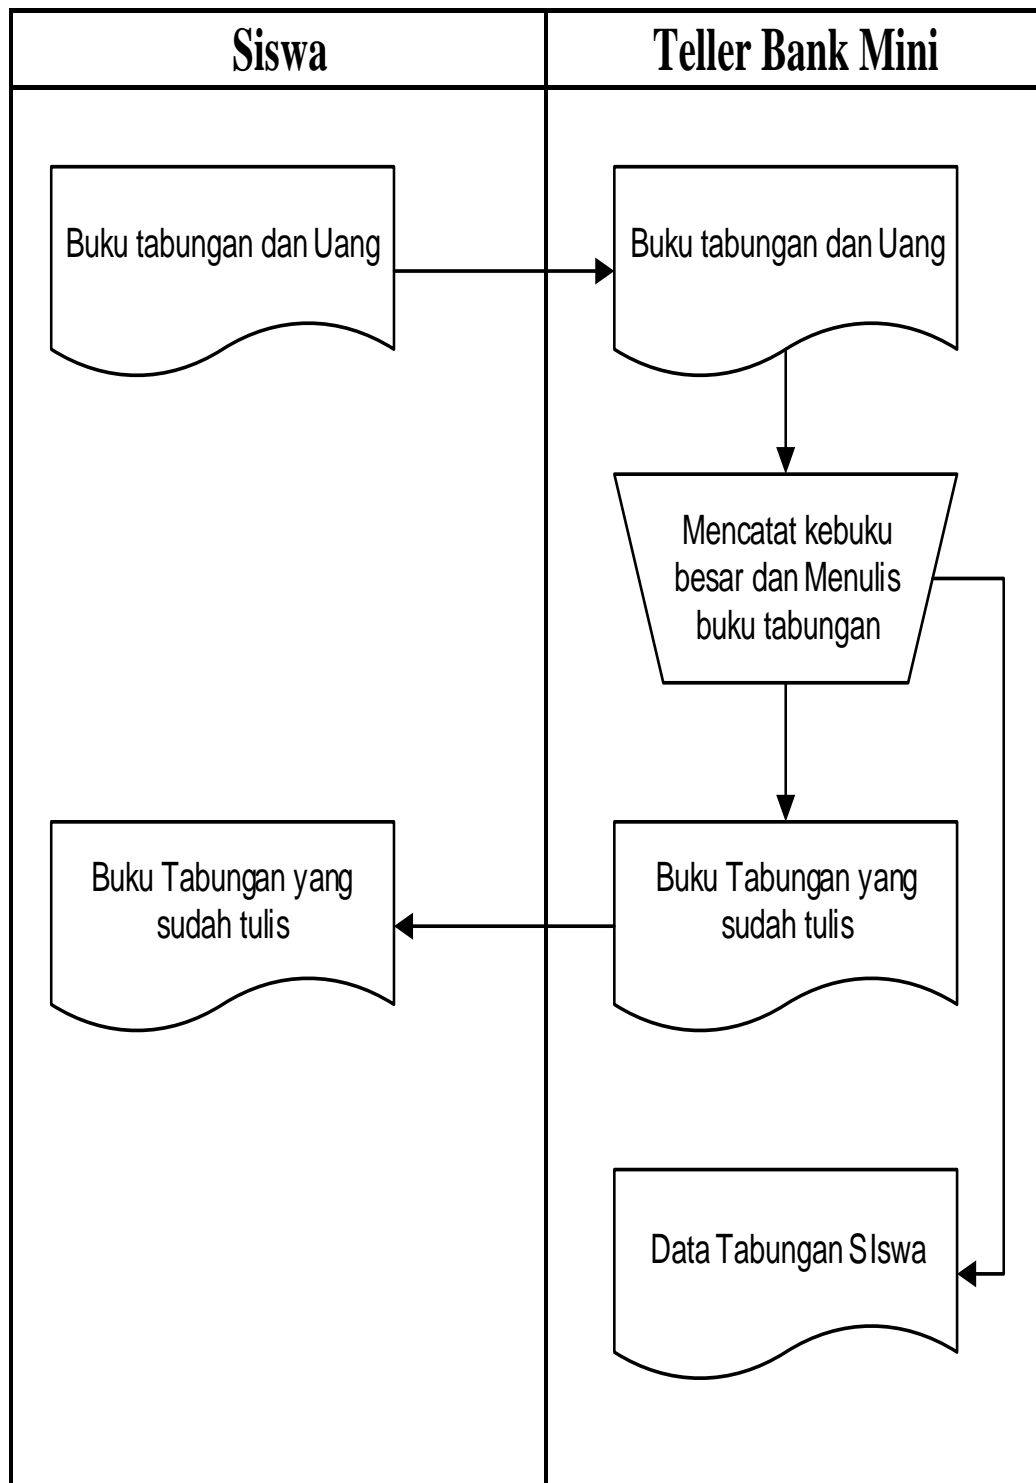 Siswa
Teller Bank Mini
Buku tabungan dan Uang
Buku tabungan dan Uang
Mencatat kebuku
besar dan Menulis
buku tabungan
Buku Tabungan yang
sudah tulis
Buku Tabungan yang
sudah tulis
Data Tabungan SIswa